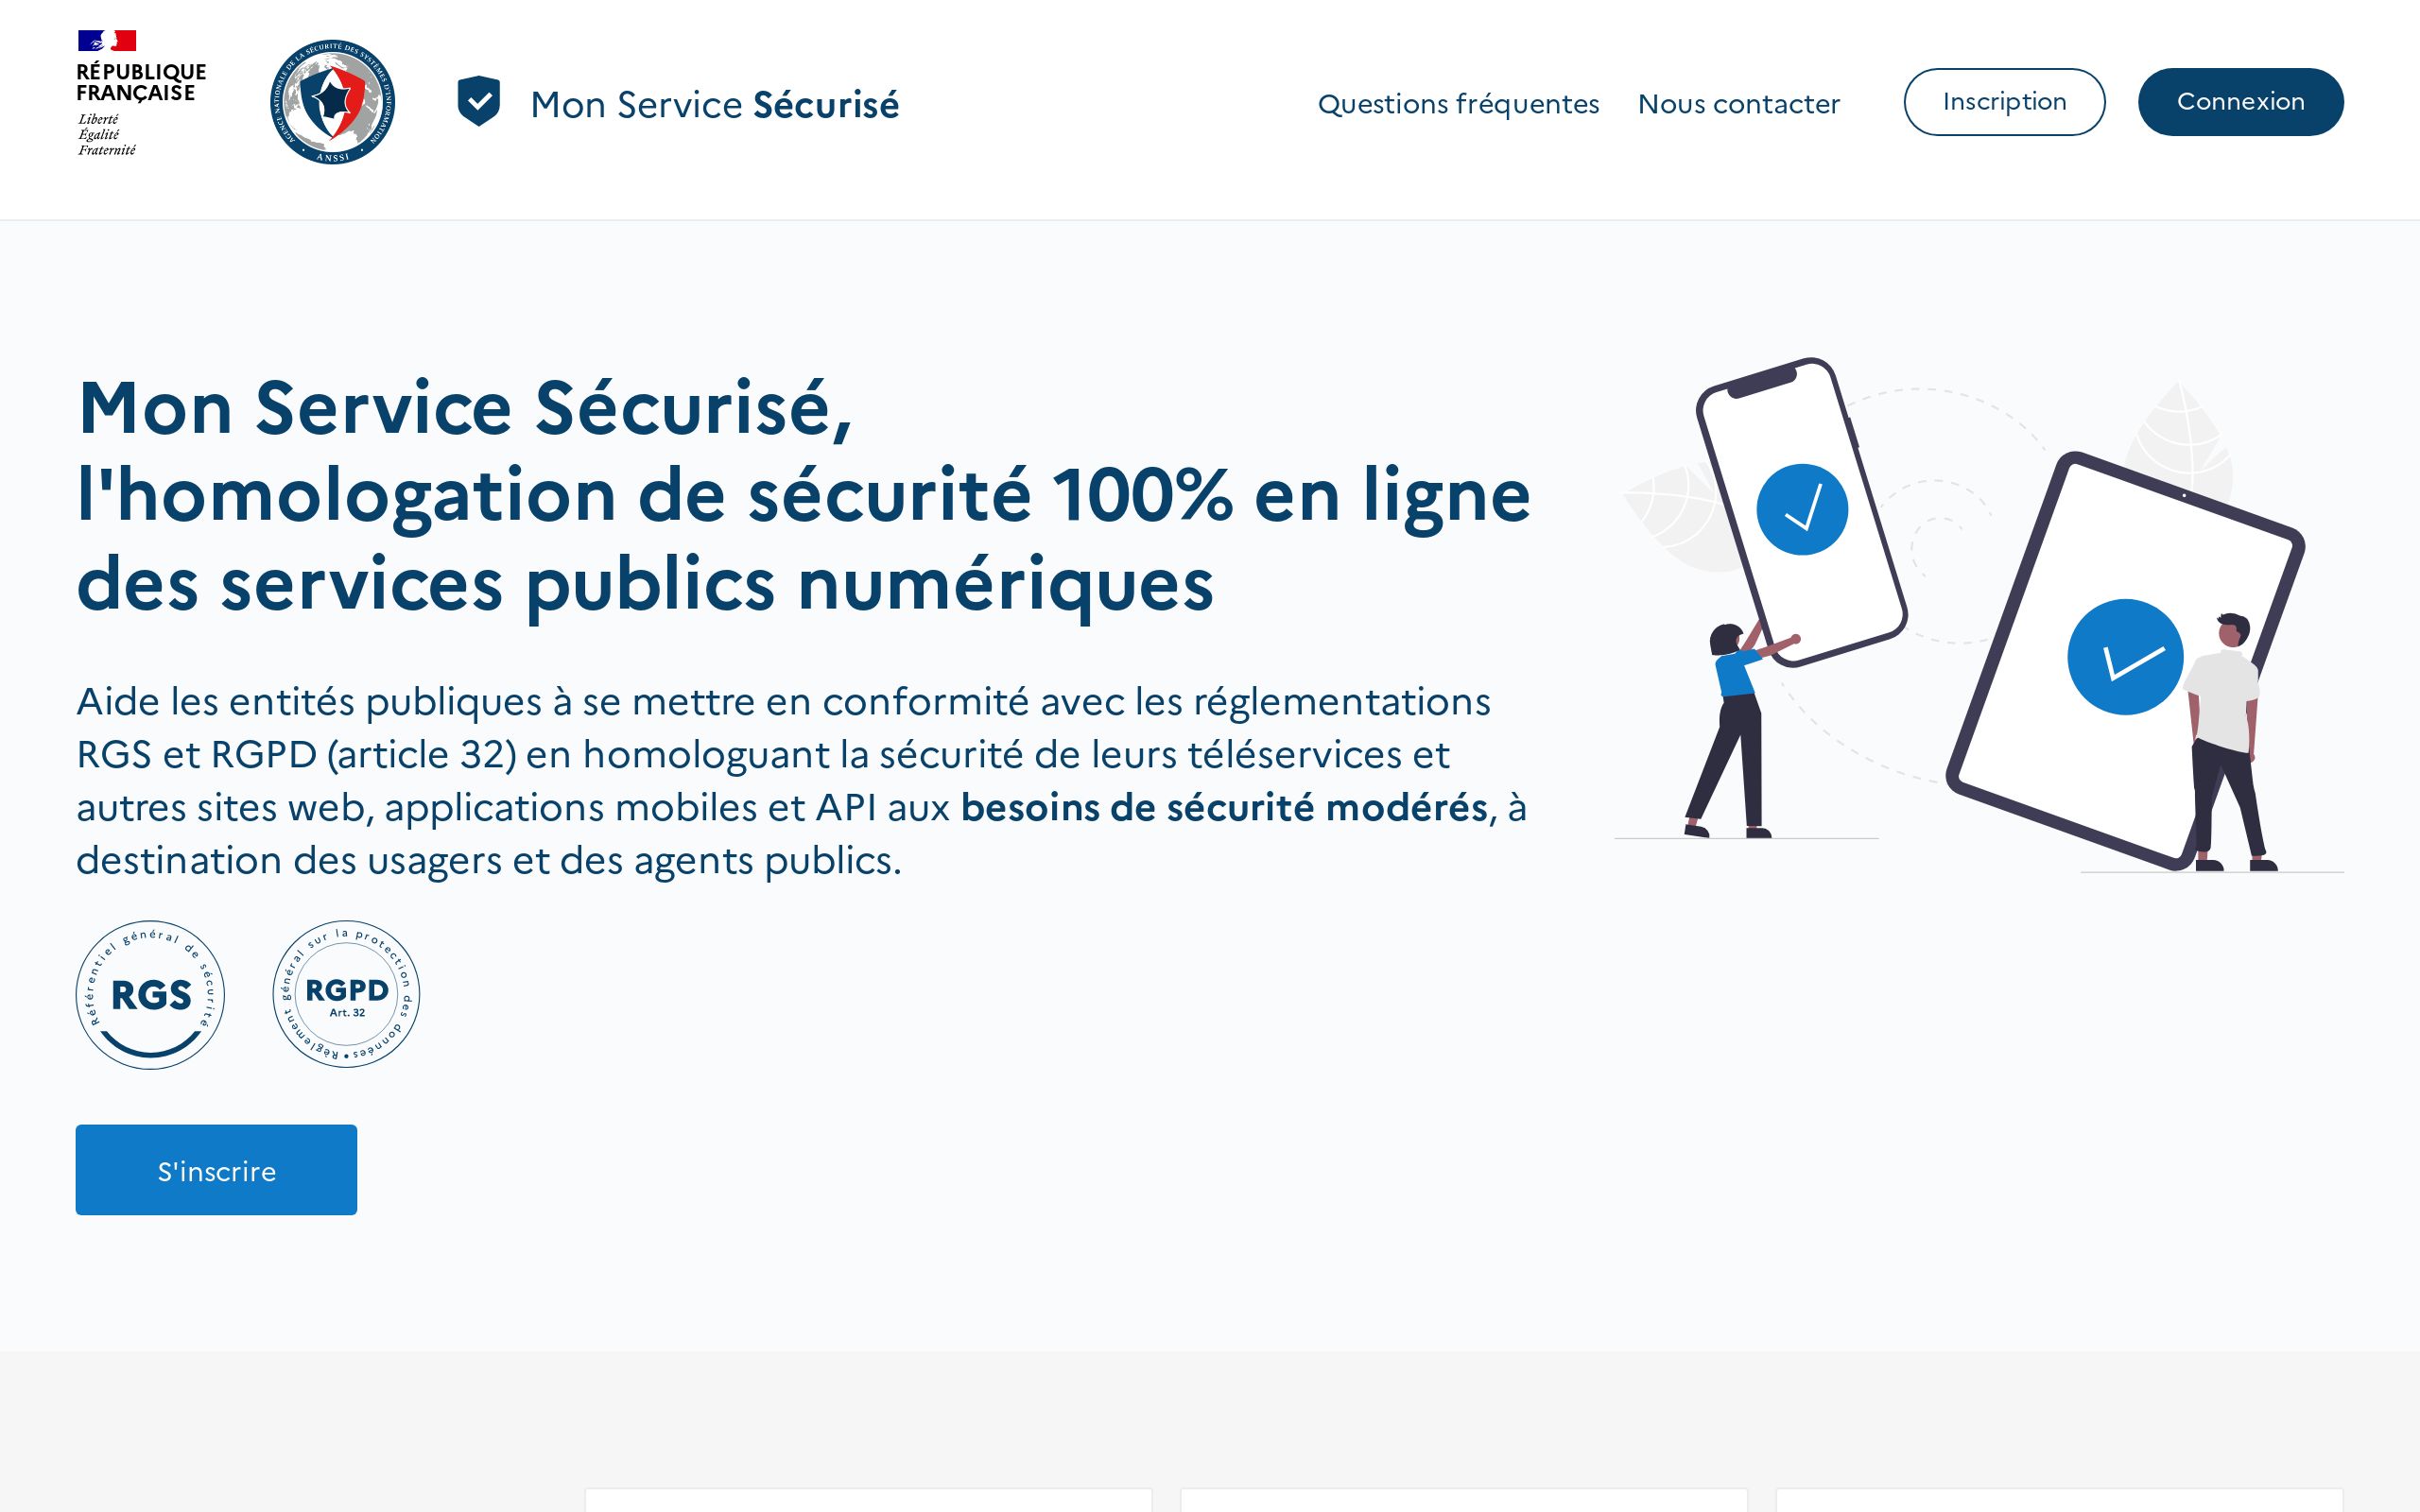 RÉPUBLIQUE
FRANÇAISE
Liberté
Égalité
Fraternité
AGENCE NATIONALE DE LA SÉCURITÉ DES SYSTÈMES D'INFORMATION
• ANSSI •
Mon Service Sécurisé
Questions fréquentes
Nous contacter
Inscription
Connexion
Mon Service Sécurisé,
l'homologation de sécurité 100% en ligne
des services publics numériques
Aide les entités publiques à se mettre en conformité avec les réglementations
RGS et RGPD (article 32) en homologuant la sécurité de leurs téléservices et
autres sites web, applications mobiles et API aux besoins de sécurité modérés, à
destination des usagers et des agents publics.
Référentiel général de sécurité
RGS
Règlement général sur la protection des données •
RGPD
Art. 32
S'inscrire